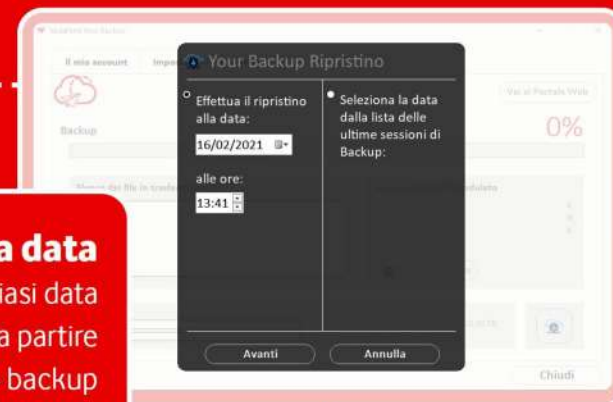 Il mio account
Vai al Portale Web
Backup
0%
Your Backup Ripristino
Effettua il ripristino
alla data:
16/02/2021
alle ore:
13:41
Seleziona la data
dalla lista delle
ultime sessioni di
Backup:
Avanti
Annulla
Chiudi
a data
iasi data
a partire
backup